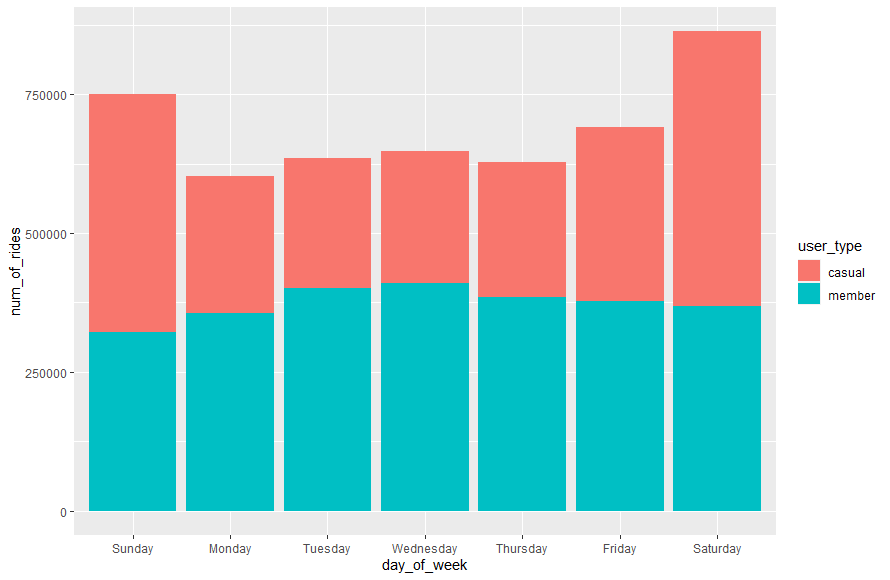 num_of_rides
750000
500000
250000
0
Sunday Monday Tuesday Wednesday Thursday Friday Saturday
day_of_week
user_type
casual
member